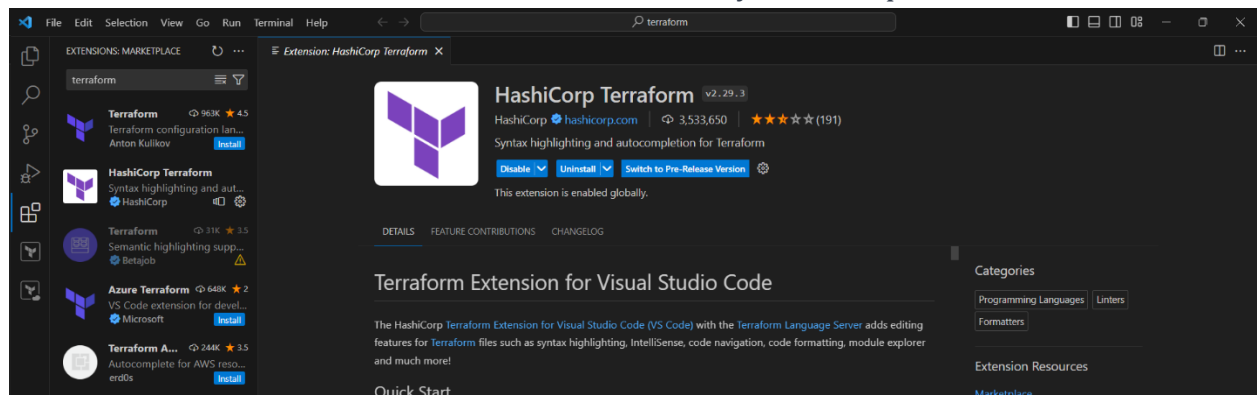 File Edit Selection View Go Run Terminal Help
terraform
EXTENSIONS: MARKETPLACE
terraform
Terraform 963K 4.5
Terraform configuration lan...
Anton Kulikov Install
HashiCorp Terraform
Syntax highlighting and aut...
HashiCorp
Terraform 31K 3.5
Semantic highlighting supp...
Betajob
Azure Terraform 648K 2
VS Code extension for devel...
Microsoft Install
Terraform A... 244K 3.5
Autocomplete for AWS reso...
erd0s Install
Extension: HashiCorp Terraform
HashiCorp Terraform v2.29.3
HashiCorp hashicorp.com 3,533,650 (191)
Syntax highlighting and autocompletion for Terraform
Disable Uninstall Switch to Pre-Release Version
This extension is enabled globally.
DETAILS FEATURE CONTRIBUTIONS CHANGELOG
Terraform Extension for Visual Studio Code
The HashiCorp Terraform Extension for Visual Studio Code (VS Code) with the Terraform Language Server adds editing
features for Terraform files such as syntax highlighting, IntelliSense, code navigation, code formatting, module explorer
and much more!
Quick Start
Categories
Programming Languages Linters
Formatters
Extension Resources
Marketplace